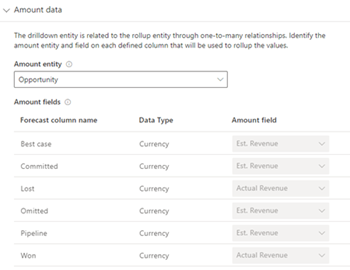 Amount data
The drilldown entity is related to the rollup entity through one-to-many relationships. Identify the
amount entity and field on each defined column that will be used to rollup the values.
Amount entity
Opportunity
Amount fields
Forecast column name Data Type Amount field
Best case Currency Est. Revenue
Committed Currency Est. Revenue
Lost Currency Actual Revenue
Omitted Currency Est. Revenue
Pipeline Currency Est. Revenue
Won Currency Actual Revenue